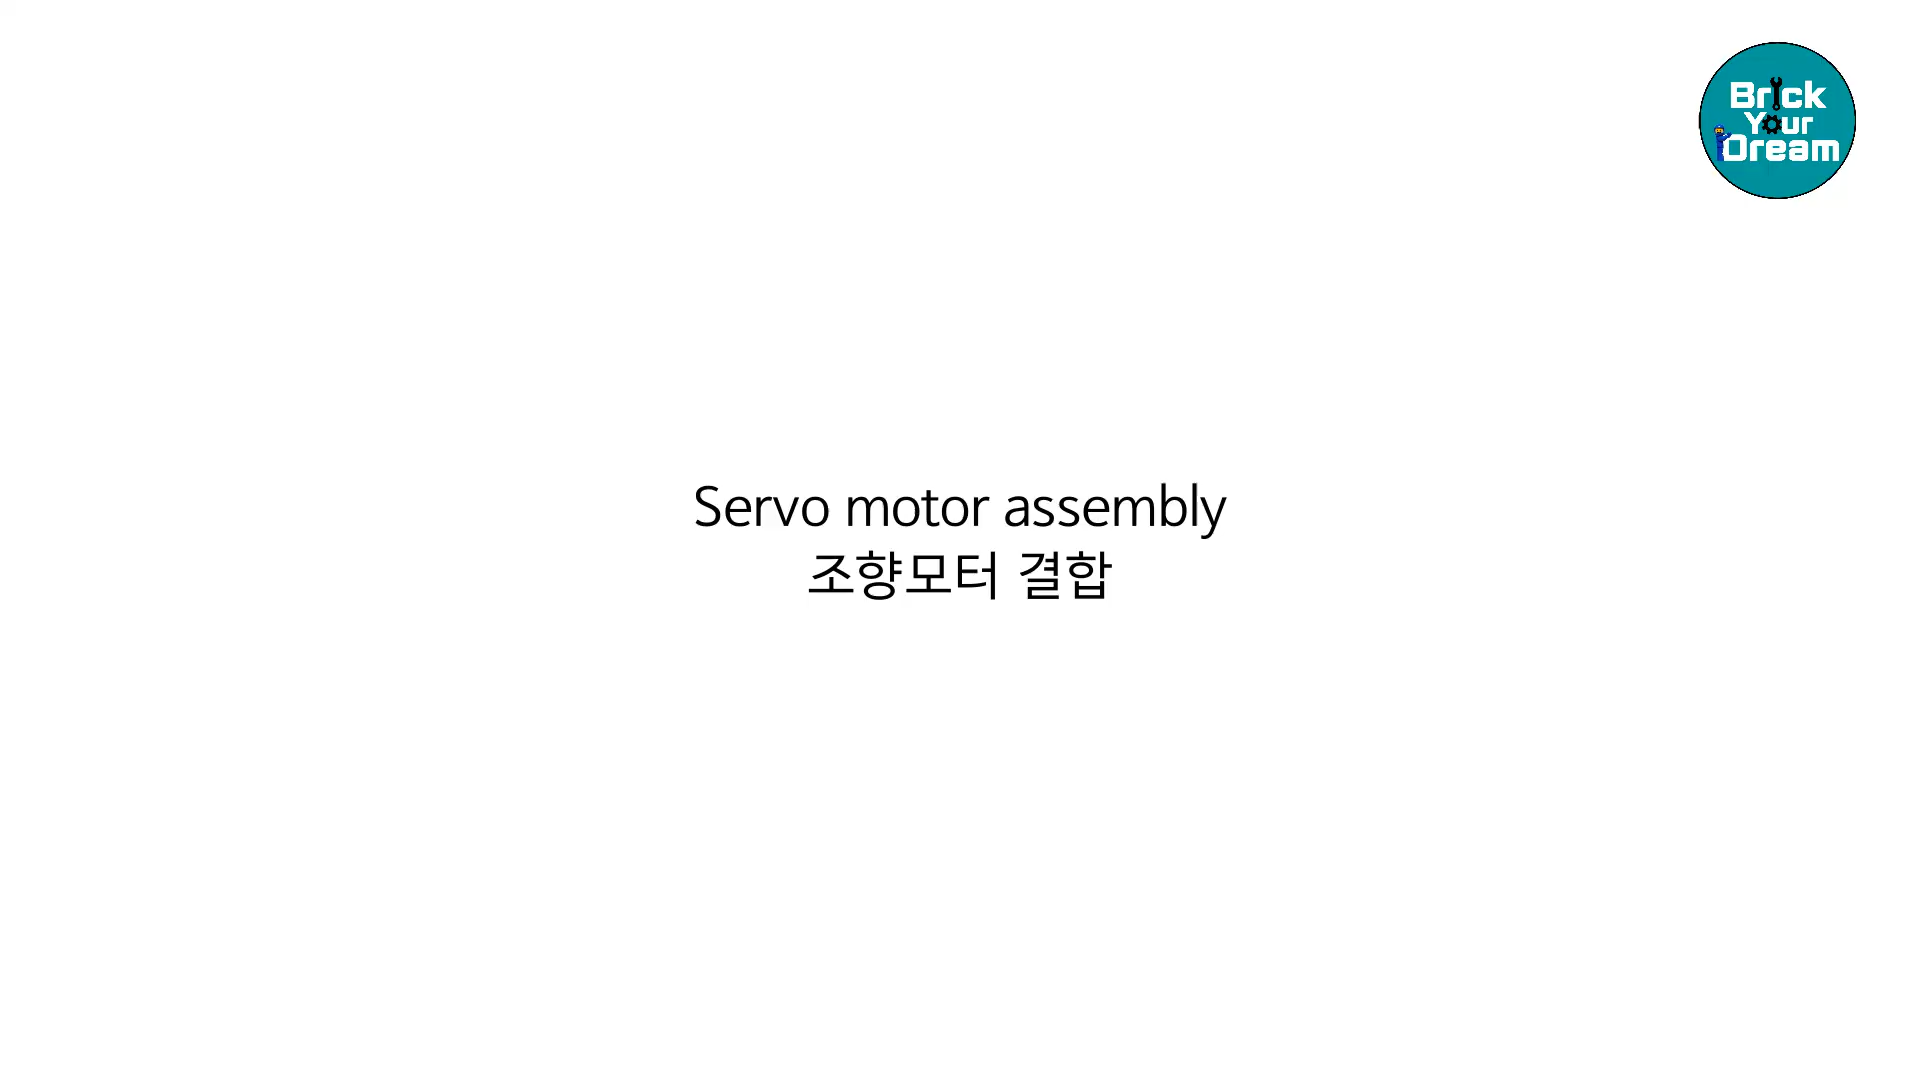 Brick
Your
Dream
Servo motor assembly
조향모터 결합